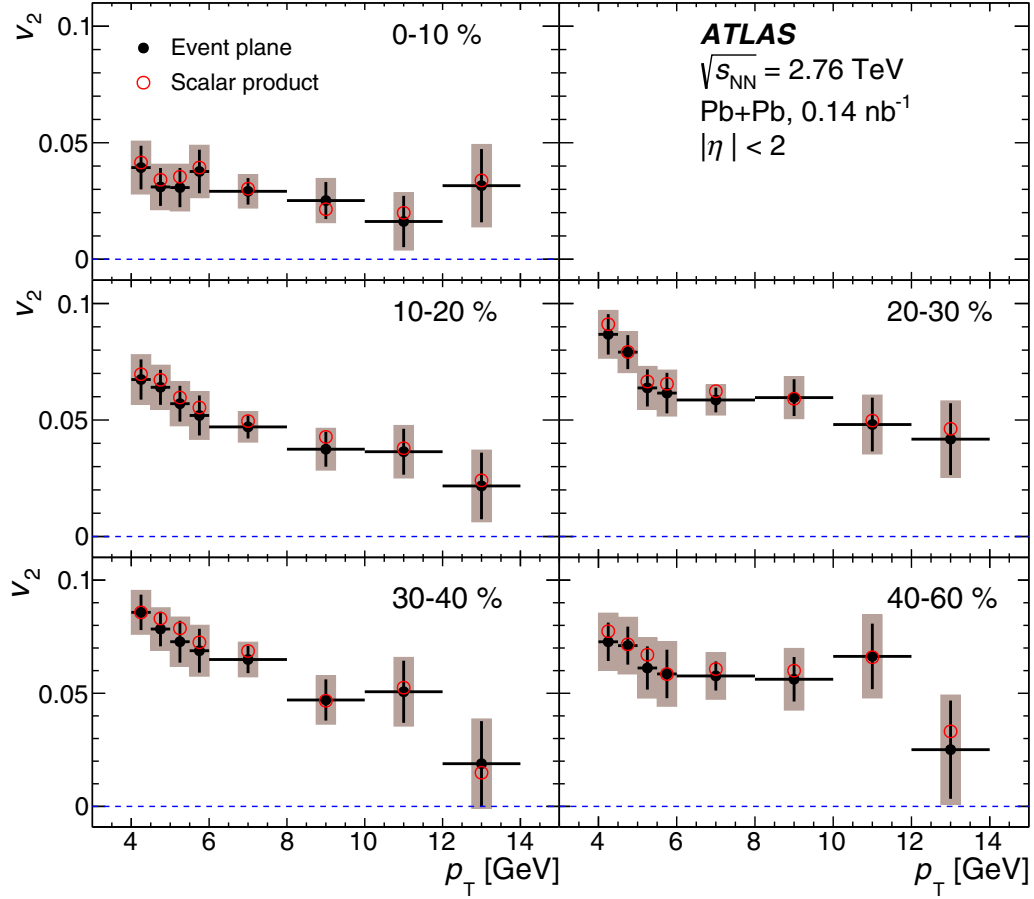 v₂
0.1
0.05
0
Event plane
Scalar product
0-10 %
ATLAS
√s_NN = 2.76 TeV
Pb+Pb, 0.14 nb⁻¹
|η| < 2
v₂
0.1
0.05
0
10-20 %
20-30 %
v₂
0.1
0.05
0
30-40 %
40-60 %
4 6 8 10 12 14
4 6 8 10 12 14
p_T [GeV]
p_T [GeV]